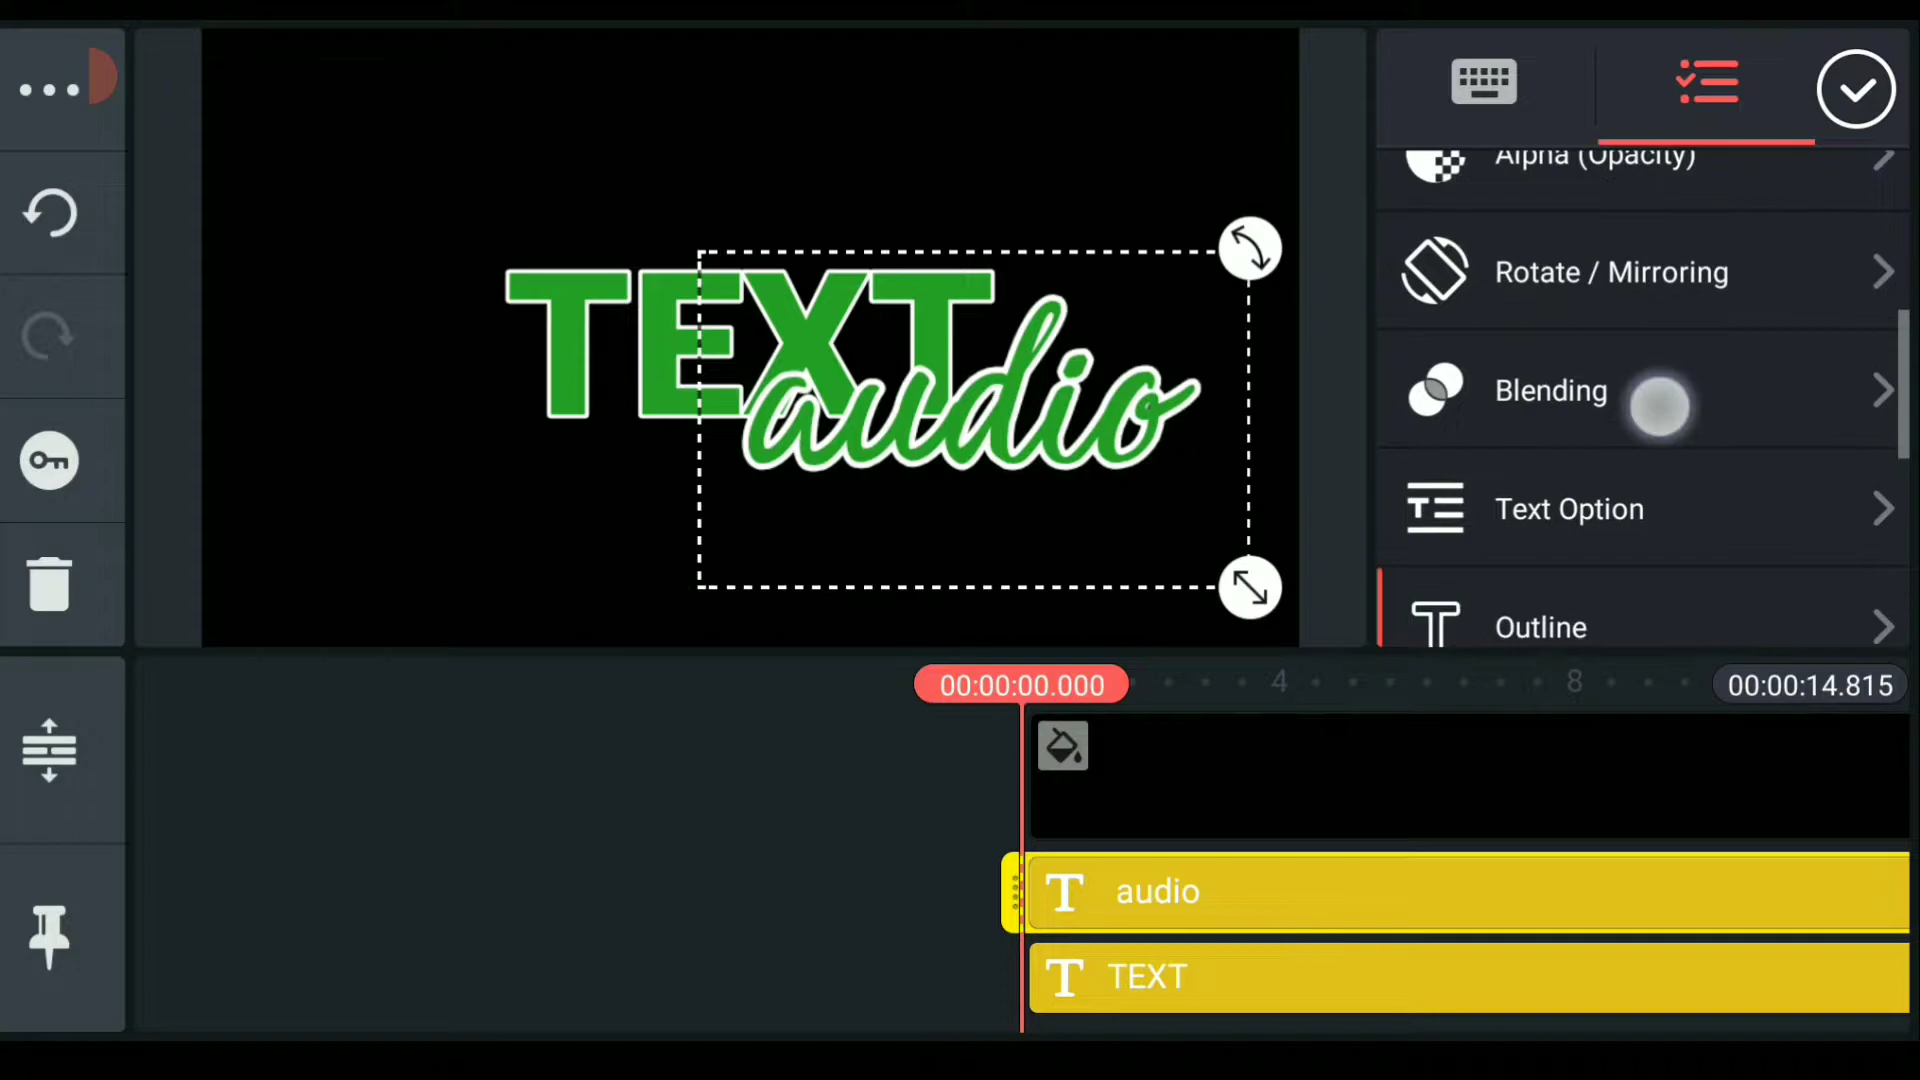 Alpha (Opacity)
TEXT
audio
Rotate / Mirroring
Blending
Text Option
Outline
00:00:00.000
4
8
00:00:14.815
T audio
T TEXT